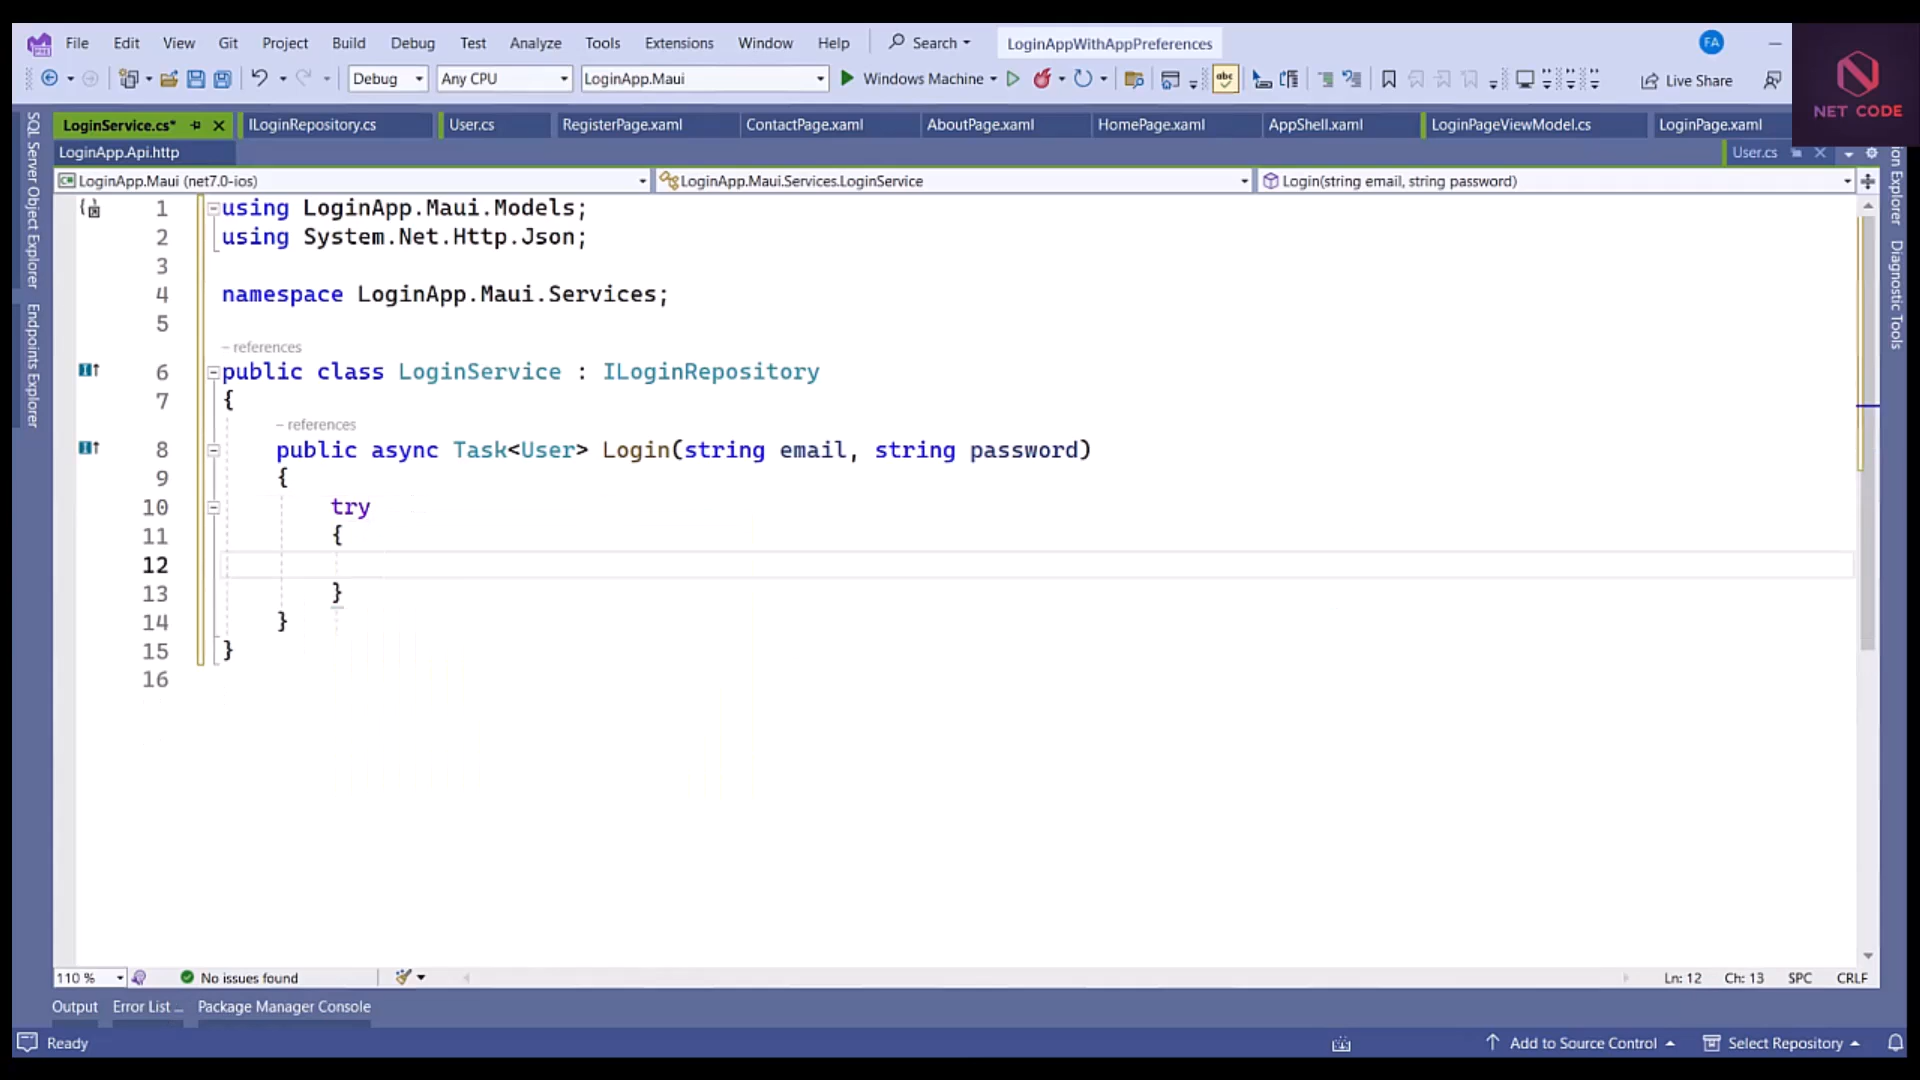 File Edit View Git Project Build Debug Test Analyze Tools Extensions Window Help Search LoginAppWithAppPreferences FA
Debug Any CPU LoginApp.Maui Windows Machine Live Share
NET CODE
LoginService.cs* ILoginRepository.cs User.cs RegisterPage.xaml ContactPage.xaml AboutPage.xaml HomePage.xaml AppShell.xaml LoginPageViewModel.cs LoginPage.xaml
LoginApp.Api.http User.cs
LoginApp.Maui (net7.0-ios) LoginApp.Maui.Services.LoginService Login(string email, string password)
SQL Server Object Explorer
Endpoints Explorer
ion Explorer
Diagnostic Tools
1 using LoginApp.Maui.Models;
2 using System.Net.Http.Json;
3
4 namespace LoginApp.Maui.Services;
5
– references
6 public class LoginService : ILoginRepository
7 {
– references
8 public async Task<User> Login(string email, string password)
9 {
10 try
11 {
12
13 }
14 }
15 }
16
110 % No issues found Ln: 12 Ch: 13 SPC CRLF
Output Error List ... Package Manager Console
Ready Add to Source Control Select Repository